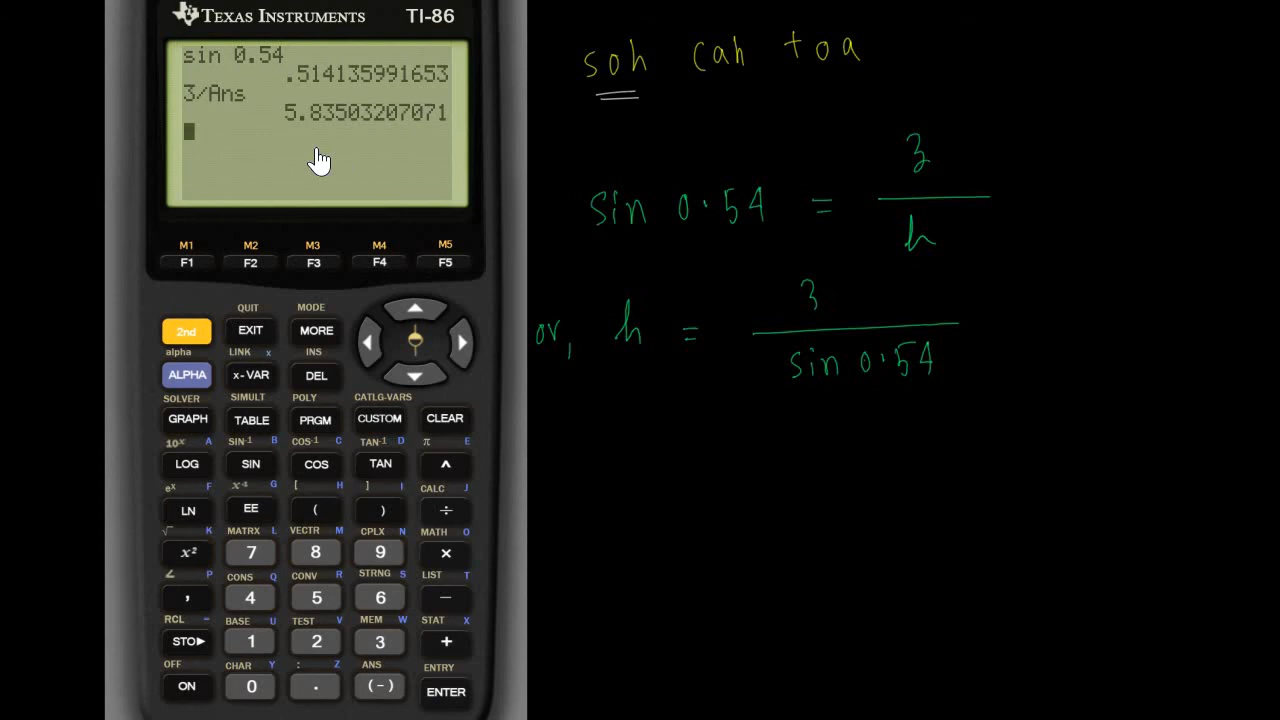 TEXAS INSTRUMENTS TI-86
sin 0.54
.514135991653
3/Ans
5.83503207071
M1 M2 M3 M4 M5
F1 F2 F3 F4 F5
QUIT MODE
2nd EXIT MORE
alpha LINK x INS
ALPHA x-VAR DEL
SOLVER SIMULT POLY CATLG-VARS
GRAPH TABLE PRGM CUSTOM CLEAR
10ˣ A SIN⁻¹ B COS⁻¹ C TAN⁻¹ D π E
LOG SIN COS TAN ^
eˣ F x⁻¹ G [ H ] I CALC J
LN EE ( ) ÷
√ K MATRX L VECTR M CPLX N MATH O
x² 7 8 9 ×
∠ P CONS Q CONV R STRNG S LIST T
, 4 5 6 −
RCL = BASE U TEST V MEM W STAT X
STO▶ 1 2 3 +
OFF CHAR Y : Z ANS ENTRY
ON 0 . (-) ENTER
soh cah toa
sin 0.54 = 3
h
or, h = 3
sin 0.54